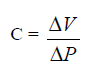 C = ΔV / ΔP